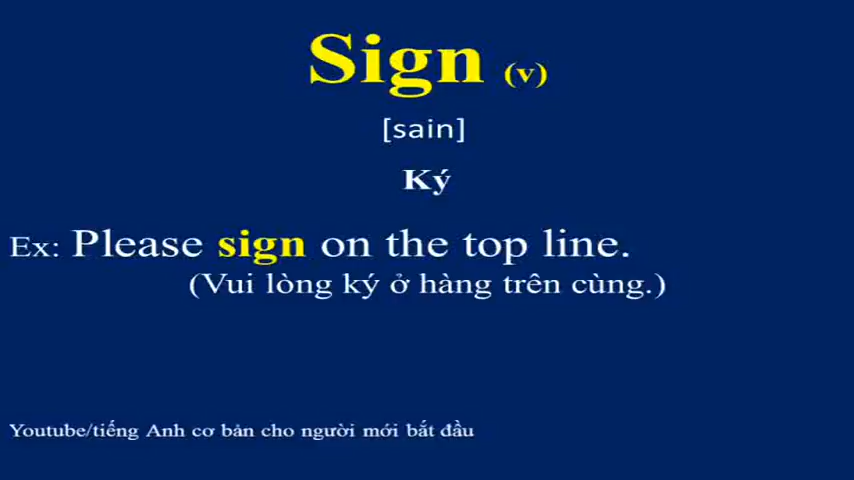 Sign (v)
[sain]
Ký
Ex: Please sign on the top line.
(Vui lòng ký ở hàng trên cùng.)
Youtube/tiếng Anh cơ bản cho người mới bắt đầu